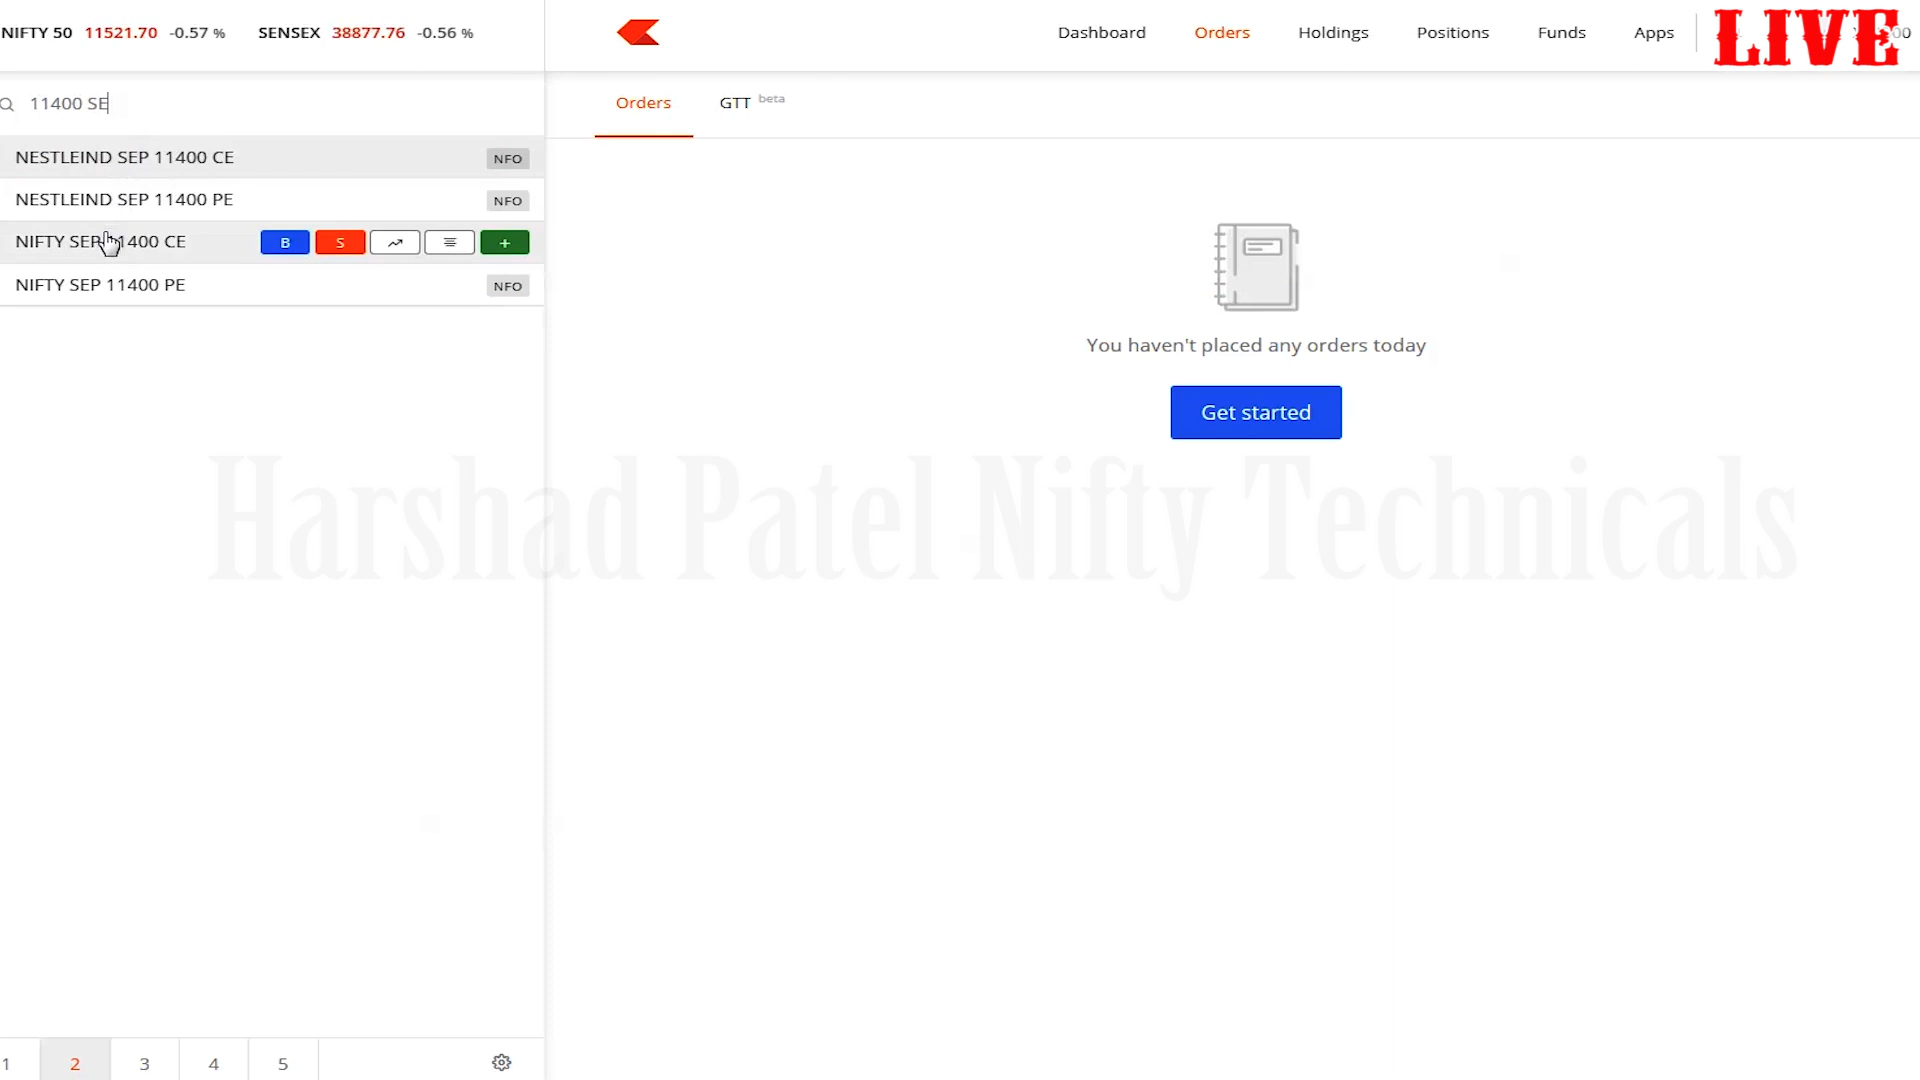 NIFTY 50 11521.70 -0.57 % SENSEX 38877.76 -0.56 %
Dashboard Orders Holdings Positions Funds Apps
LIVE
11400 SE
Orders GTT beta
NESTLEIND SEP 11400 CE NFO
NESTLEIND SEP 11400 PE NFO
NIFTY SEP 11400 CE B S +
NIFTY SEP 11400 PE NFO
You haven't placed any orders today
Get started
Harshad Patel Nifty Technicals
1 2 3 4 5